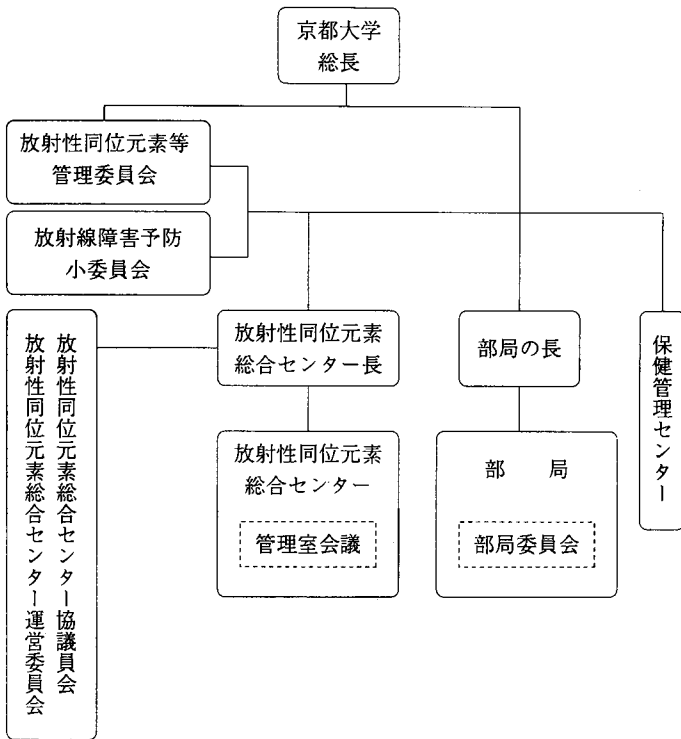 京都大学
総長
放射性同位元素等
管理委員会
放射線障害予防
小委員会
放射性同位元素総合センター協議員会
放射性同位元素総合センター運営委員会
放射性同位元素
総合センター長
部局の長
保健管理センター
放射性同位元素
総合センター
管理室会議
部　局
部局委員会